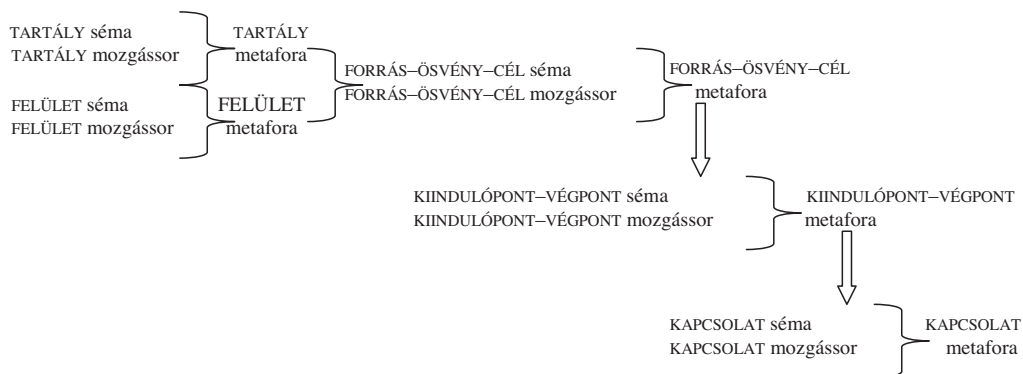 TARTÁLY séma
TARTÁLY mozgássor
TARTÁLY
metafora
FELÜLET séma
FELÜLET mozgássor
FELÜLET
metafora
FORRÁS–ÖSVÉNY–CÉL séma
FORRÁS–ÖSVÉNY–CÉL mozgássor
FORRÁS–ÖSVÉNY–CÉL
metafora
KIINDULÓPONT–VÉGPONT séma
KIINDULÓPONT–VÉGPONT mozgássor
KIINDULÓPONT–VÉGPONT
metafora
KAPCSOLAT séma
KAPCSOLAT mozgássor
KAPCSOLAT
metafora